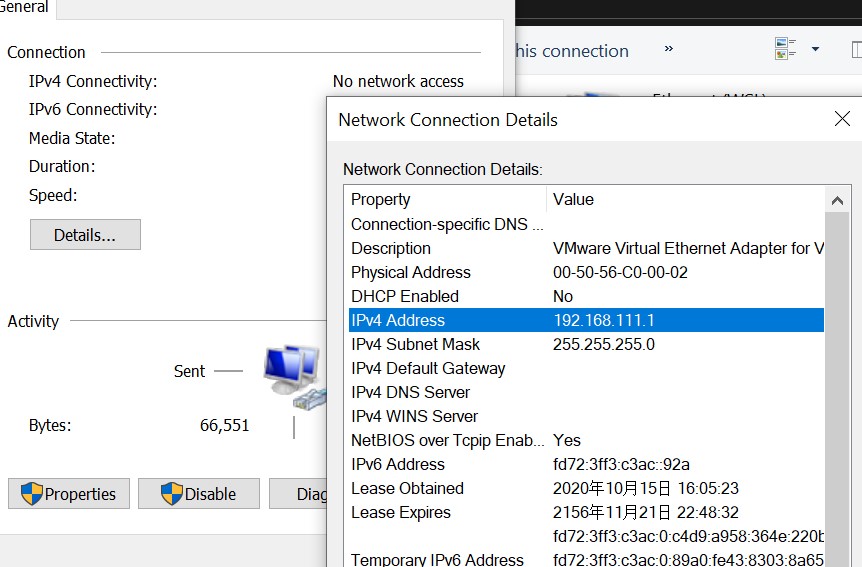 General
Connection
IPv4 Connectivity: No network access
IPv6 Connectivity:
Media State:
Duration:
Speed:
Details...
Activity
Sent
Bytes: 66,551
Properties
Disable
Diag
his connection »
Network Connection Details
Network Connection Details:
Property Value
Connection-specific DNS ...
Description VMware Virtual Ethernet Adapter for V
Physical Address 00-50-56-C0-00-02
DHCP Enabled No
IPv4 Address 192.168.111.1
IPv4 Subnet Mask 255.255.255.0
IPv4 Default Gateway
IPv4 DNS Server
IPv4 WINS Server
NetBIOS over Tcpip Enab... Yes
IPv6 Address fd72:3ff3:c3ac::92a
Lease Obtained 2020年10月15日 16:05:23
Lease Expires 2156年11月21日 22:48:32
fd72:3ff3:c3ac:0:c4d9:a958:364e:220b
Temporary IPv6 Address fd72:3ff3:c3ac:0:89a0:fe43:8303:8a65